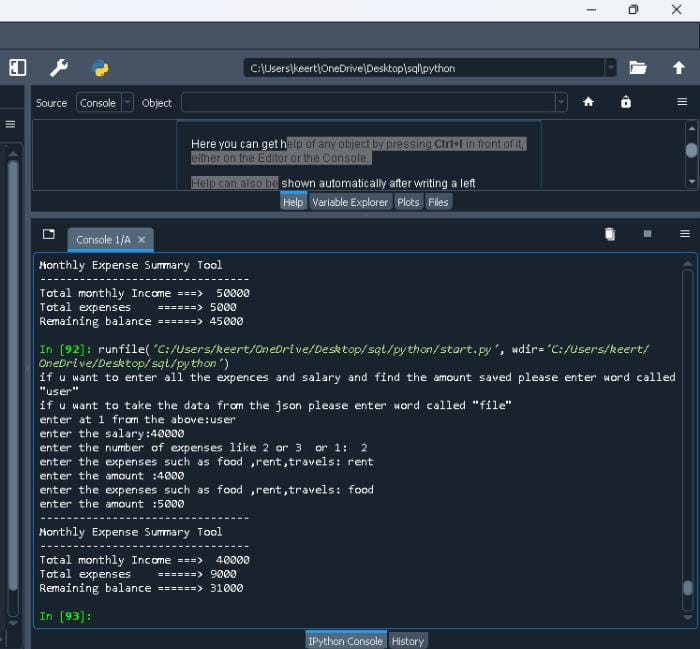 C:\Users\keert\OneDrive\Desktop\sql\python
Source Console Object
Here you can get help of any object by pressing Ctrl+I in front of it,
either on the Editor or the Console.
Help can also be shown automatically after writing a left
Help Variable Explorer Plots Files
Console 1/A
Monthly Expense Summary Tool
--------------------------------
Total monthly Income ===>  50000
Total expenses    ======> 5000
Remaining balance ======> 45000
In [92]: runfile('C:/Users/keert/OneDrive/Desktop/sql/python/start.py', wdir='C:/Users/keert/
OneDrive/Desktop/sql/python')
if u want to enter all the expences and salary and find the amount saved please enter word called
"user"
if u want to take the data from the json please enter word called "file"
enter at 1 from the above:user
enter the salary:40000
enter the number of expenses like 2 or 3  or 1:  2
enter the expenses such as food ,rent,travels: rent
enter the amount :4000
enter the expenses such as food ,rent,travels: food
enter the amount :5000
--------------------------------
Monthly Expense Summary Tool
--------------------------------
Total monthly Income ===>  40000
Total expenses    ======> 9000
Remaining balance ======> 31000
In [93]:
IPython Console History